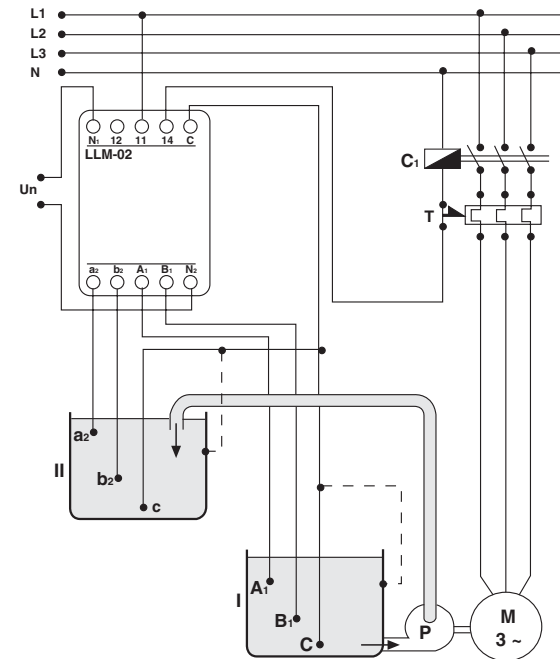 L1
L2
L3
N
N1 12 11 14 C
LLM-02
Un
C1
T
a2 b2 A1 B1 N2
a2
II
b2
c
A1
I
B1
C
P
M
3 ~